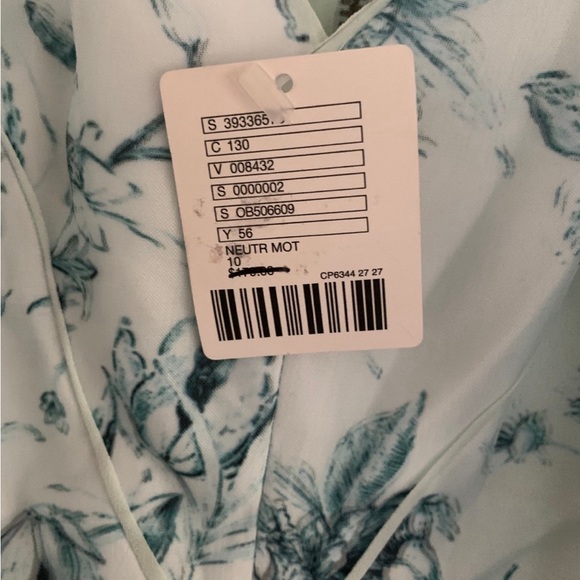 S
C 130
V 008432
S 0000002
S OB506609
Y 56
NEUTR MOT
10
CP6344 27 27